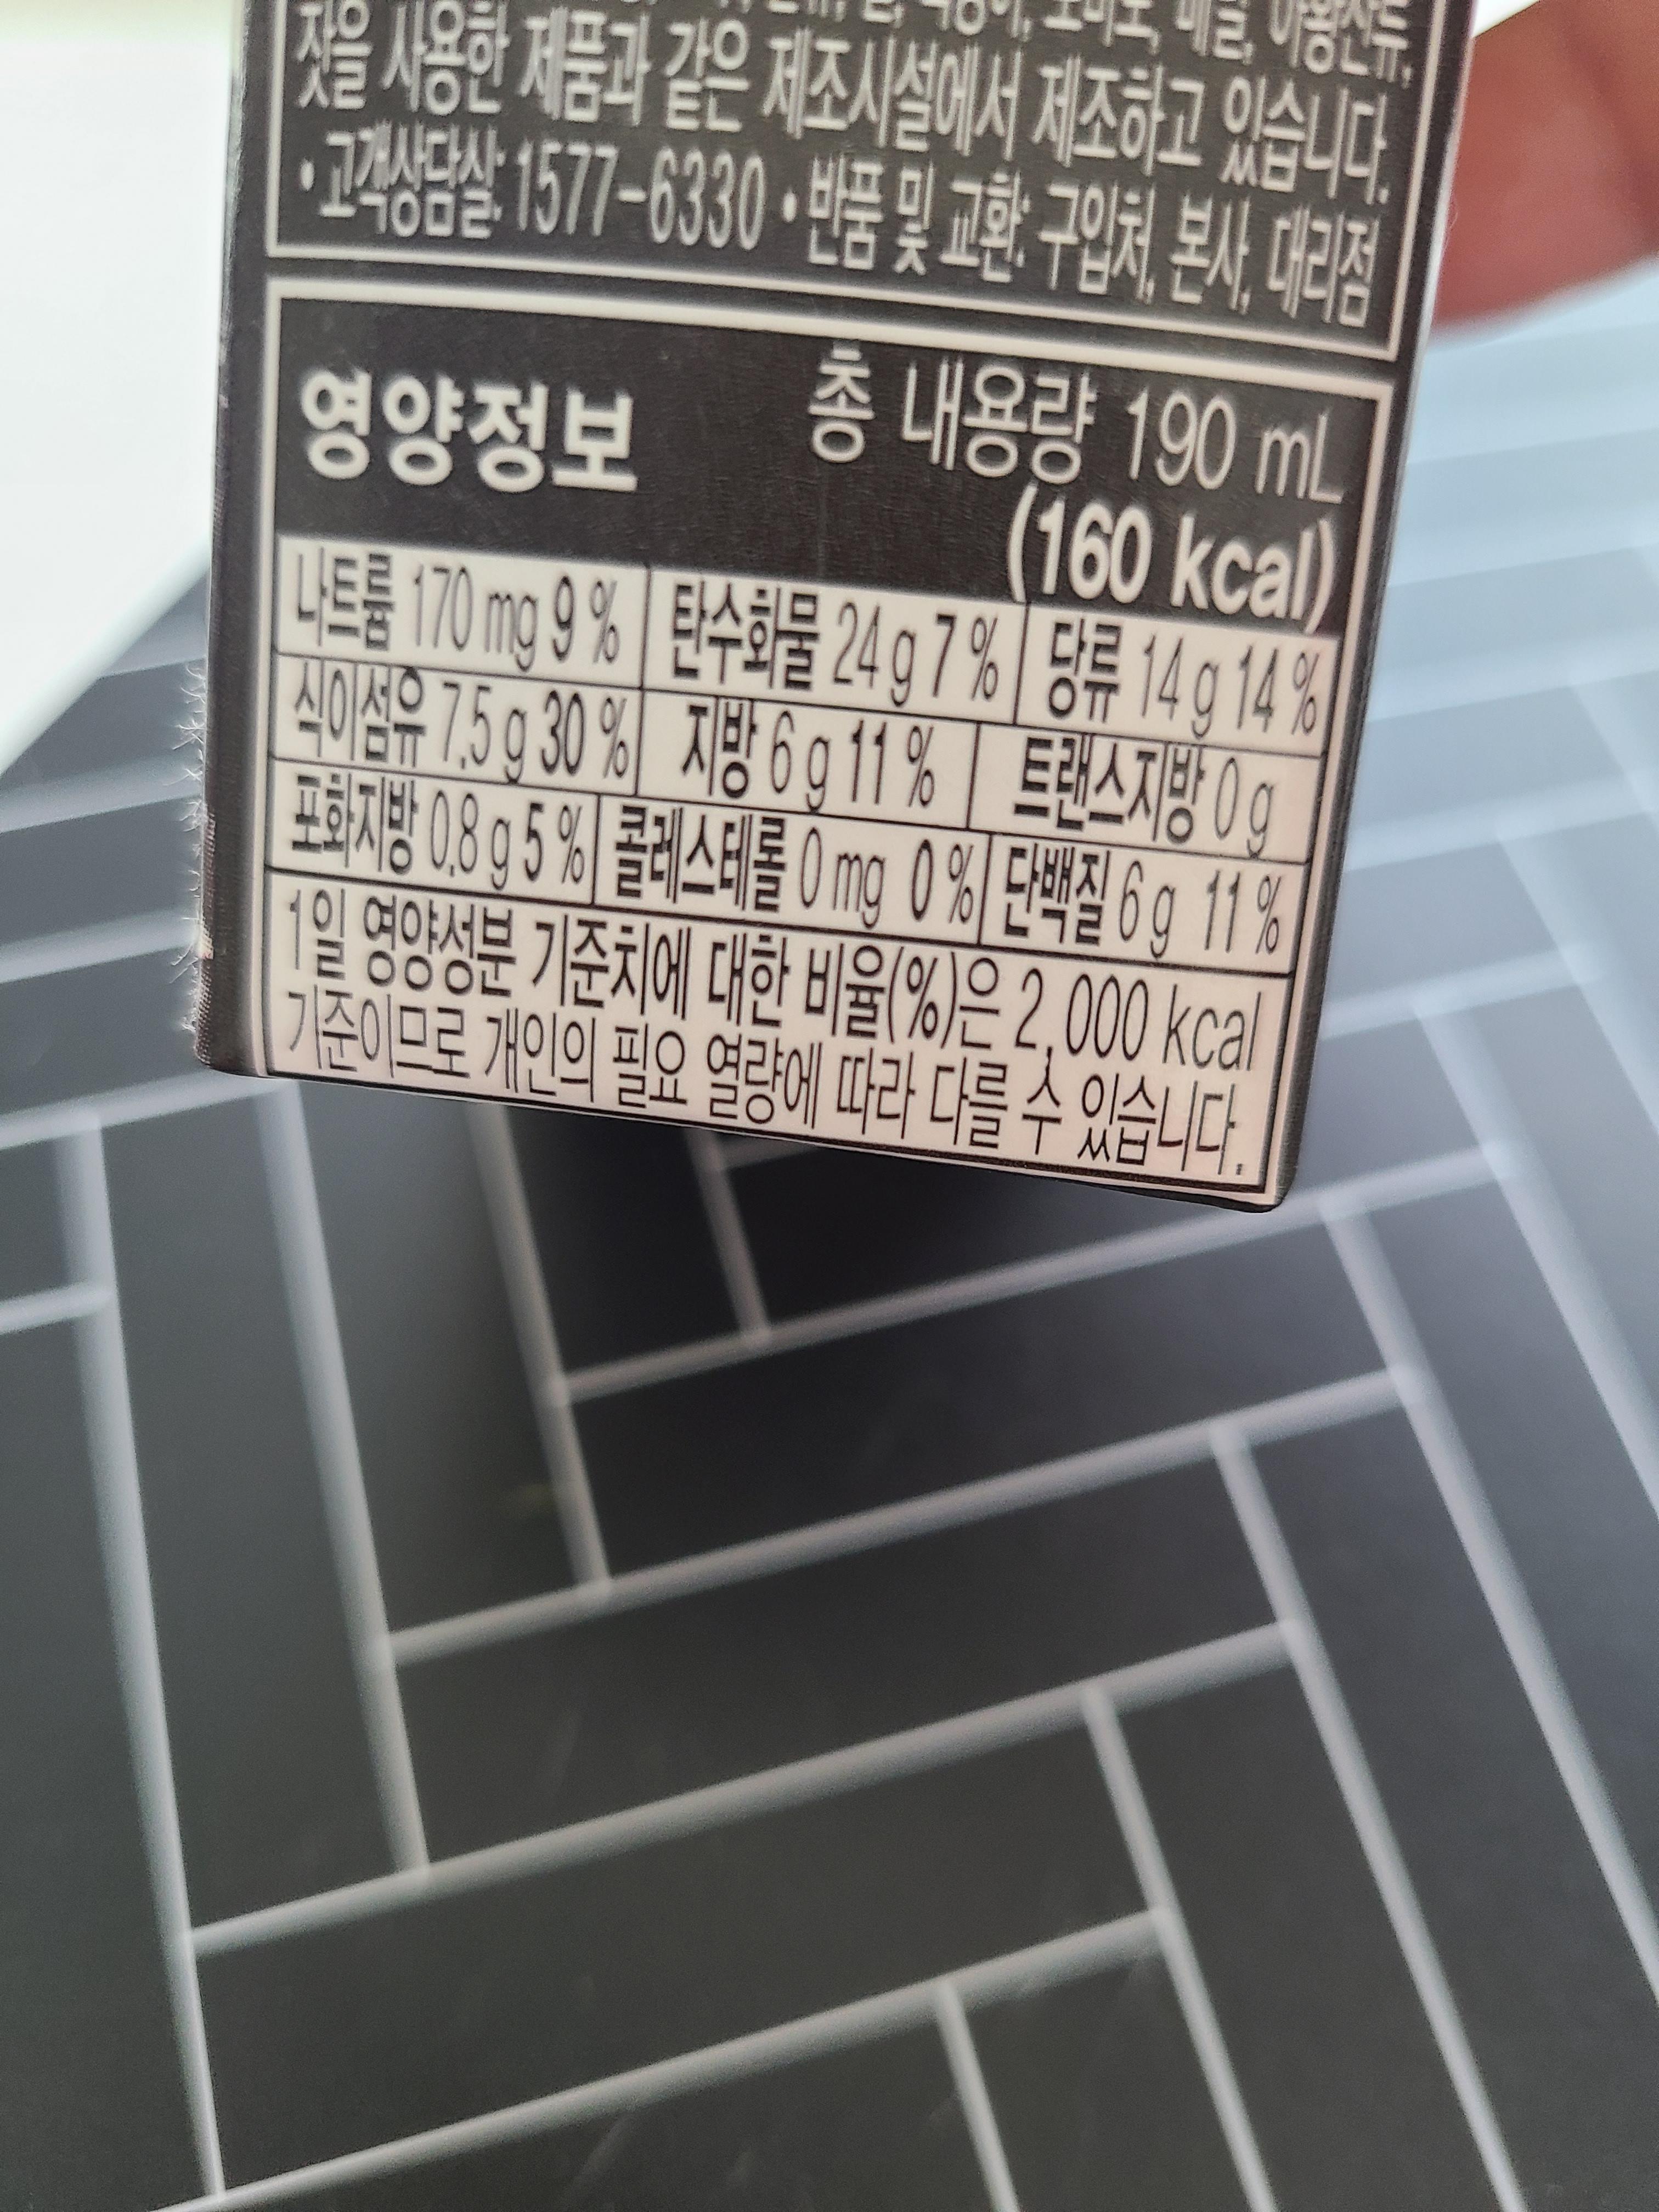 메밀, 아황산류,
잣을 사용한 제품과 같은 제조시설에서 제조하고 있습니다.
•고객상담실: 1577-6330 •반품 및 교환: 구입처, 본사, 대리점
영양정보 총 내용량 190 mL
(160 kcal)
나트륨 170 mg 9 % 탄수화물 24 g 7 % 당류 14 g 14 %
식이섬유 7.5 g 30 % 지방 6 g 11 % 트랜스지방 0 g
포화지방 0.8 g 5 % 콜레스테롤 0 mg 0 % 단백질 6 g 11 %
1일 영양성분 기준치에 대한 비율(%)은 2,000 kcal
기준이므로 개인의 필요 열량에 따라 다를 수 있습니다.